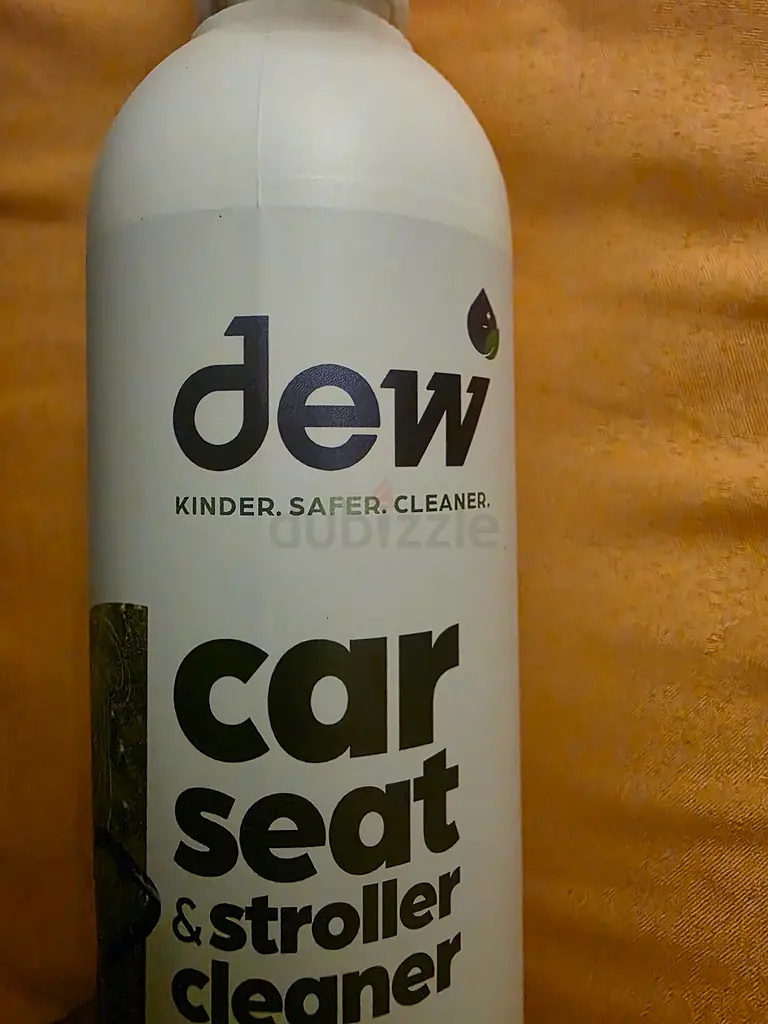 dew
KINDER. SAFER. CLEANER.
dubizzle
car
seat
& stroller
cleaner